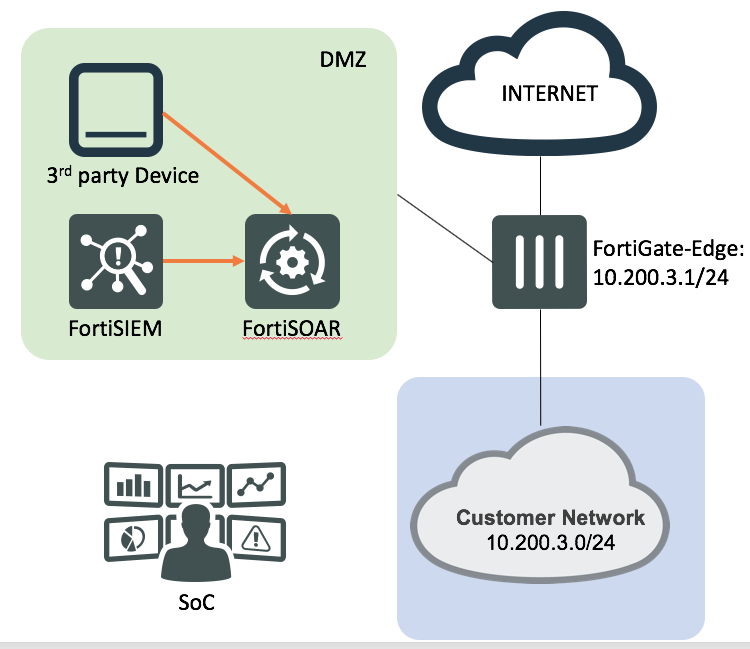 DMZ
INTERNET
3rd party Device
FortiSIEM
FortiSOAR
FortiGate-Edge:
10.200.3.1/24
Customer Network
10.200.3.0/24
SoC